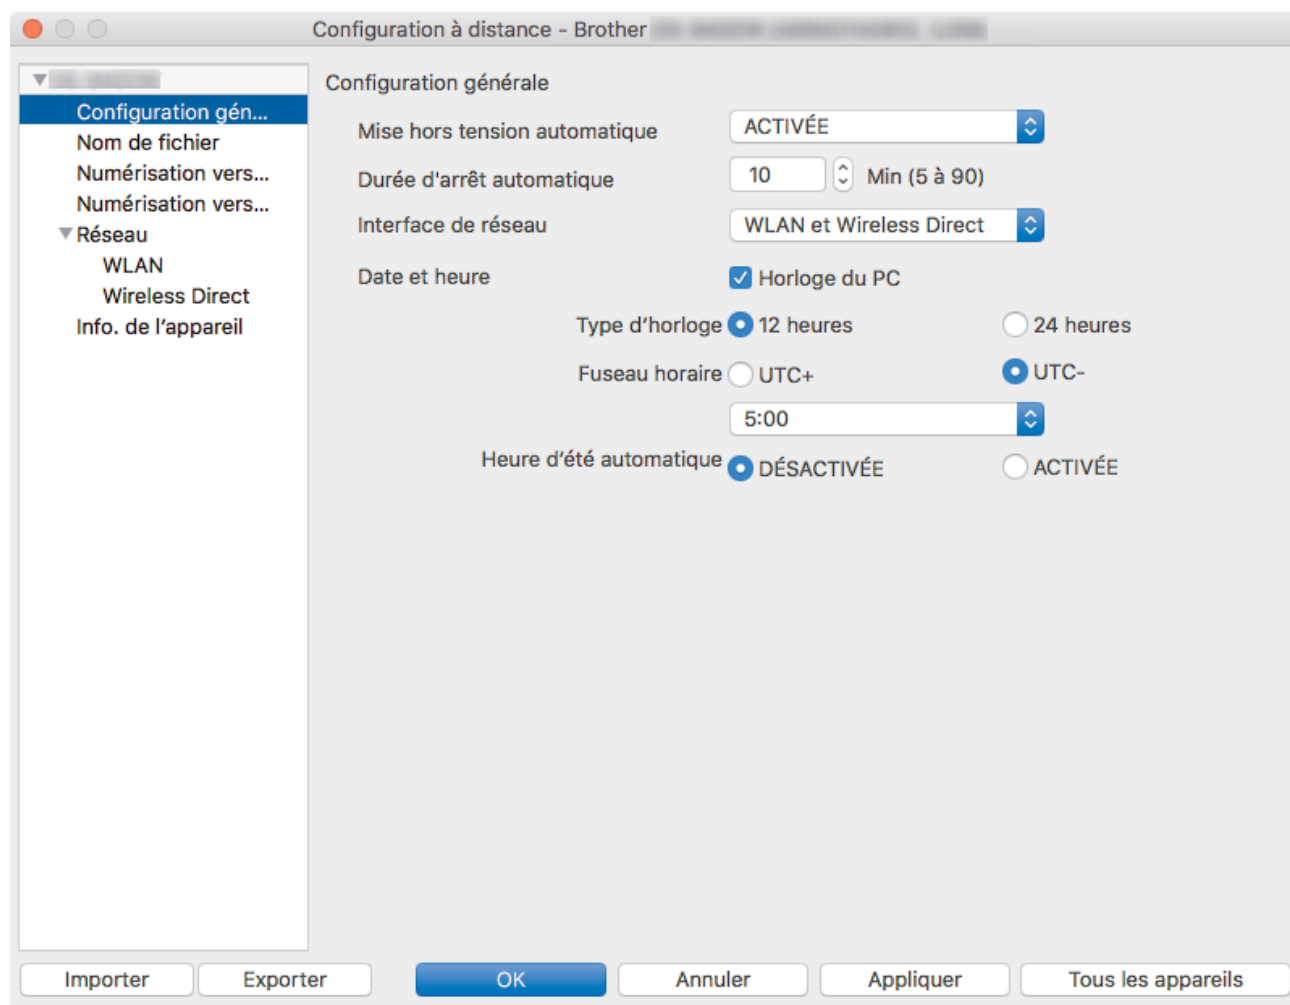 Configuration à distance - Brother
Configuration gén...
Nom de fichier
Numérisation vers...
Numérisation vers...
Réseau
WLAN
Wireless Direct
Info. de l'appareil
Configuration générale
Mise hors tension automatique ACTIVÉE
Durée d'arrêt automatique 10 Min (5 à 90)
Interface de réseau WLAN et Wireless Direct
Date et heure Horloge du PC
Type d'horloge 12 heures 24 heures
Fuseau horaire UTC+ UTC-
5:00
Heure d'été automatique DÉSACTIVÉE ACTIVÉE
Importer Exporter OK Annuler Appliquer Tous les appareils